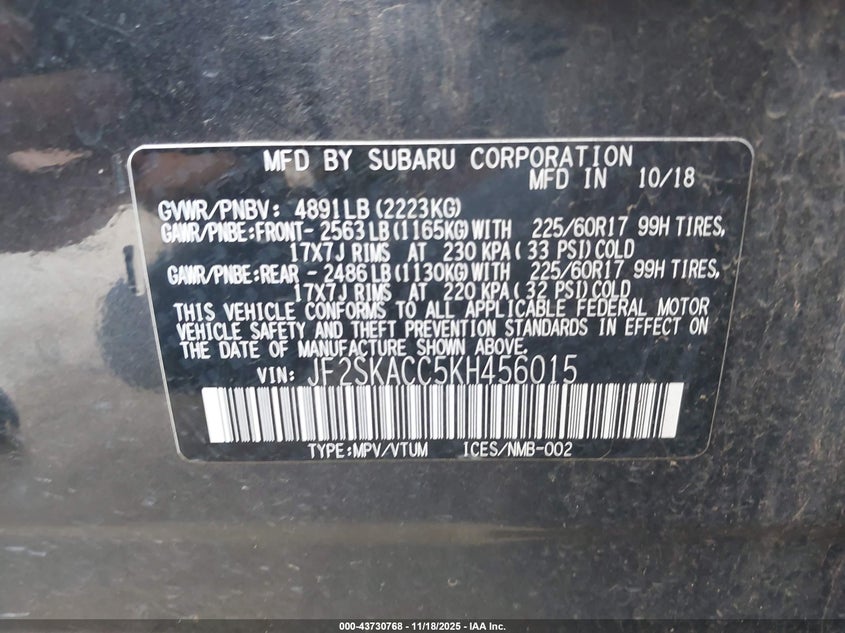 MFD BY SUBARU CORPORATION
MFD IN 10/18
GVWR/PNBV: 4891LB (2223KG)
GAWR/PNBE:FRONT- 2563LB (1165KG) WITH 225/60R17 99H TIRES,
17X7J RIMS AT 230 KPA ( 33 PSI) COLD
GAWR/PNBE:REAR - 2486LB (1130KG) WITH 225/60R17 99H TIRES,
17X7J RIMS AT 220 KPA ( 32 PSI) COLD
THIS VEHICLE CONFORMS TO ALL APPLICABLE FEDERAL MOTOR
VEHICLE SAFETY AND THEFT PREVENTION STANDARDS IN EFFECT ON
THE DATE OF MANUFACTURE SHOWN ABOVE.
VIN: JF2SKACC5KH456015
TYPE:MPV/VTUM ICES/NMB-002
000-43730768 - 11/18/2025 - IAA Inc.